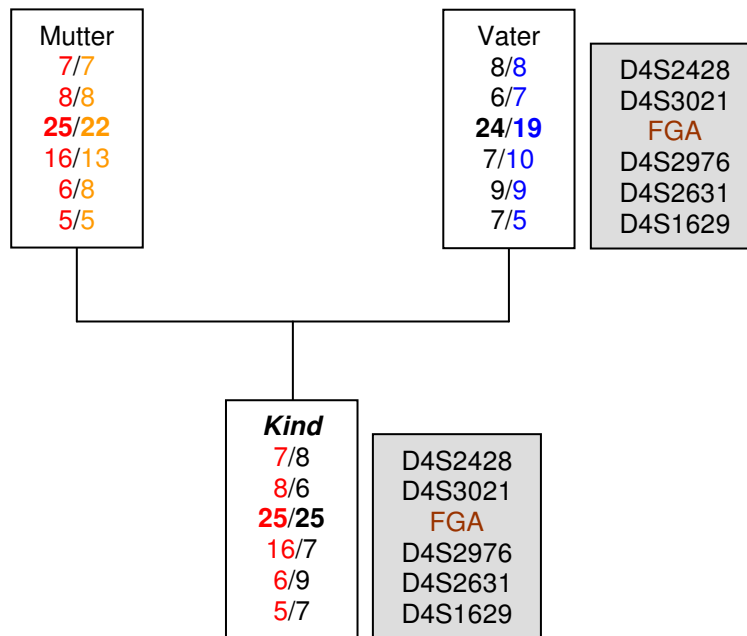 Mutter
7/7
8/8
25/22
16/13
6/8
5/5
Vater
8/8
6/7
24/19
7/10
9/9
7/5
D4S2428
D4S3021
FGA
D4S2976
D4S2631
D4S1629
Kind
7/8
8/6
25/25
16/7
6/9
5/7
D4S2428
D4S3021
FGA
D4S2976
D4S2631
D4S1629